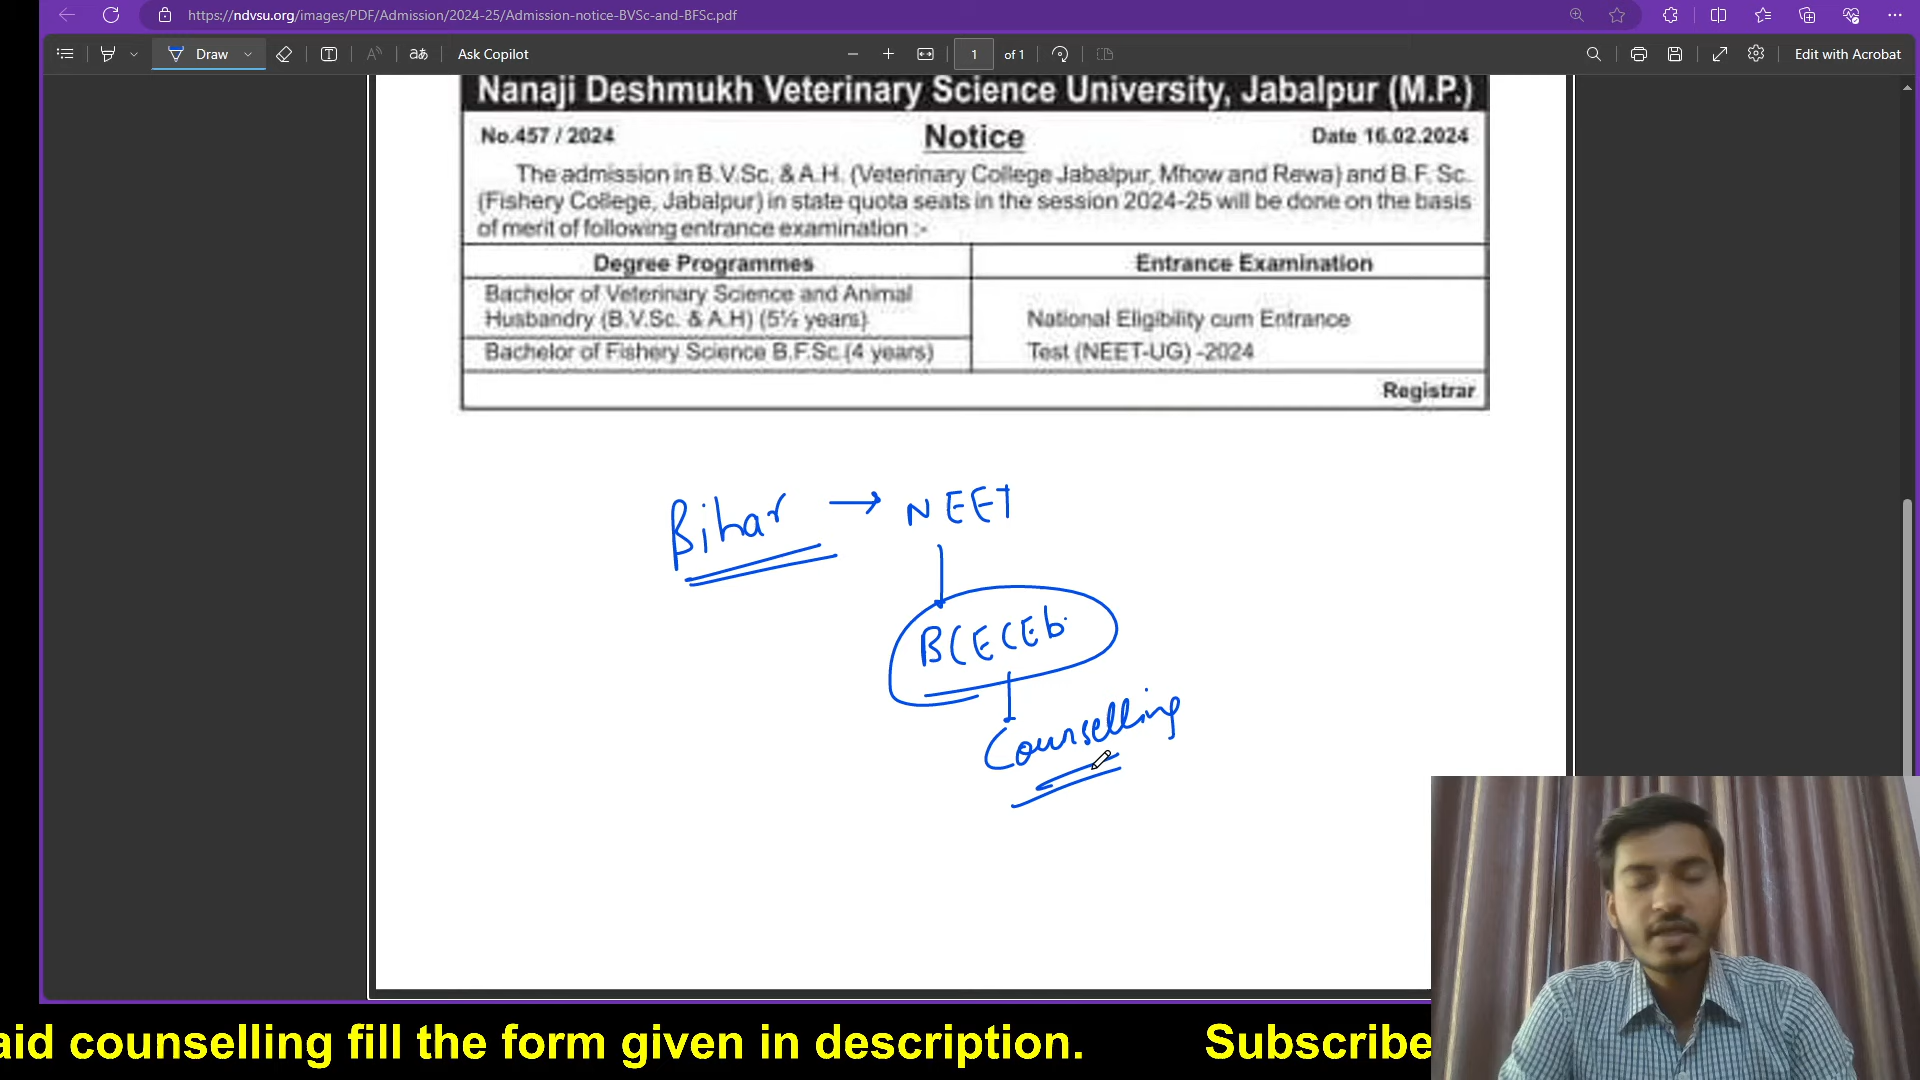 https://ndvsu.org/images/PDF/Admission/2024-25/Admission-notice-BVSc-and-BFSc.pdf
Draw
aあ
Ask Copilot
1 of 1
Edit with Acrobat
Nanaji Deshmukh Veterinary Science University, Jabalpur (M.P.)
No.457 / 2024 Notice Date 16.02.2024
The admission in B.V.Sc. & A.H. (Veterinary College Jabalpur, Mhow and Rewa) and B.F. Sc.
(Fishery College, Jabalpur) in state quota seats in the session 2024-25 will be done on the basis
of merit of following entrance examination :-
Degree Programmes Entrance Examination
Bachelor of Veterinary Science and Animal
Husbandry (B.V.Sc. & A.H) (5½ years)
Bachelor of Fishery Science B.F.Sc.(4 years)
National Eligibility cum Entrance
Test (NEET-UG) -2024
Registrar
Bihar → NEET
BCECEb
Counselling
aid counselling fill the form given in description. Subscribe